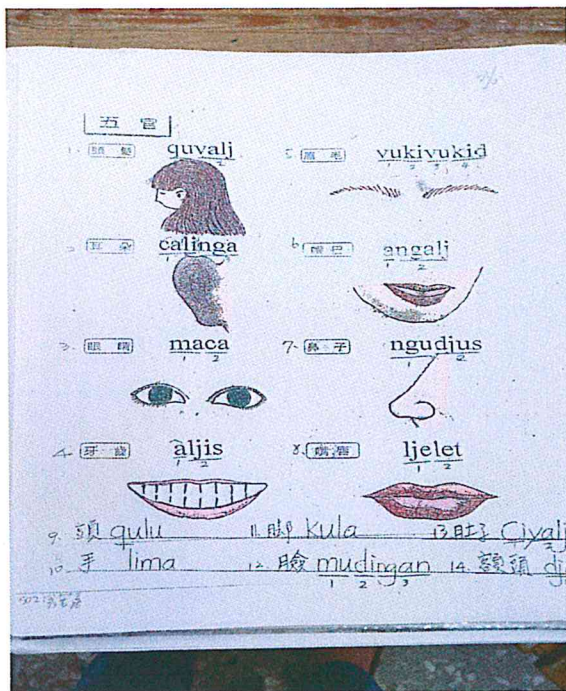 五官
1. 頭髮 quvalj
5. 眉毛 vukivukid
2. 耳朵 calinga
6. 嘴巴 angalj
3. 眼睛 maca
7. 鼻子 ngudjus
4. 牙齒 aljis
8. 嘴唇 ljelet
9. 頭 qulu 11. 腳 kula 13. 肚子 Ciyalj
10. 手 lima 12. 臉 mudingan 14. 額頭